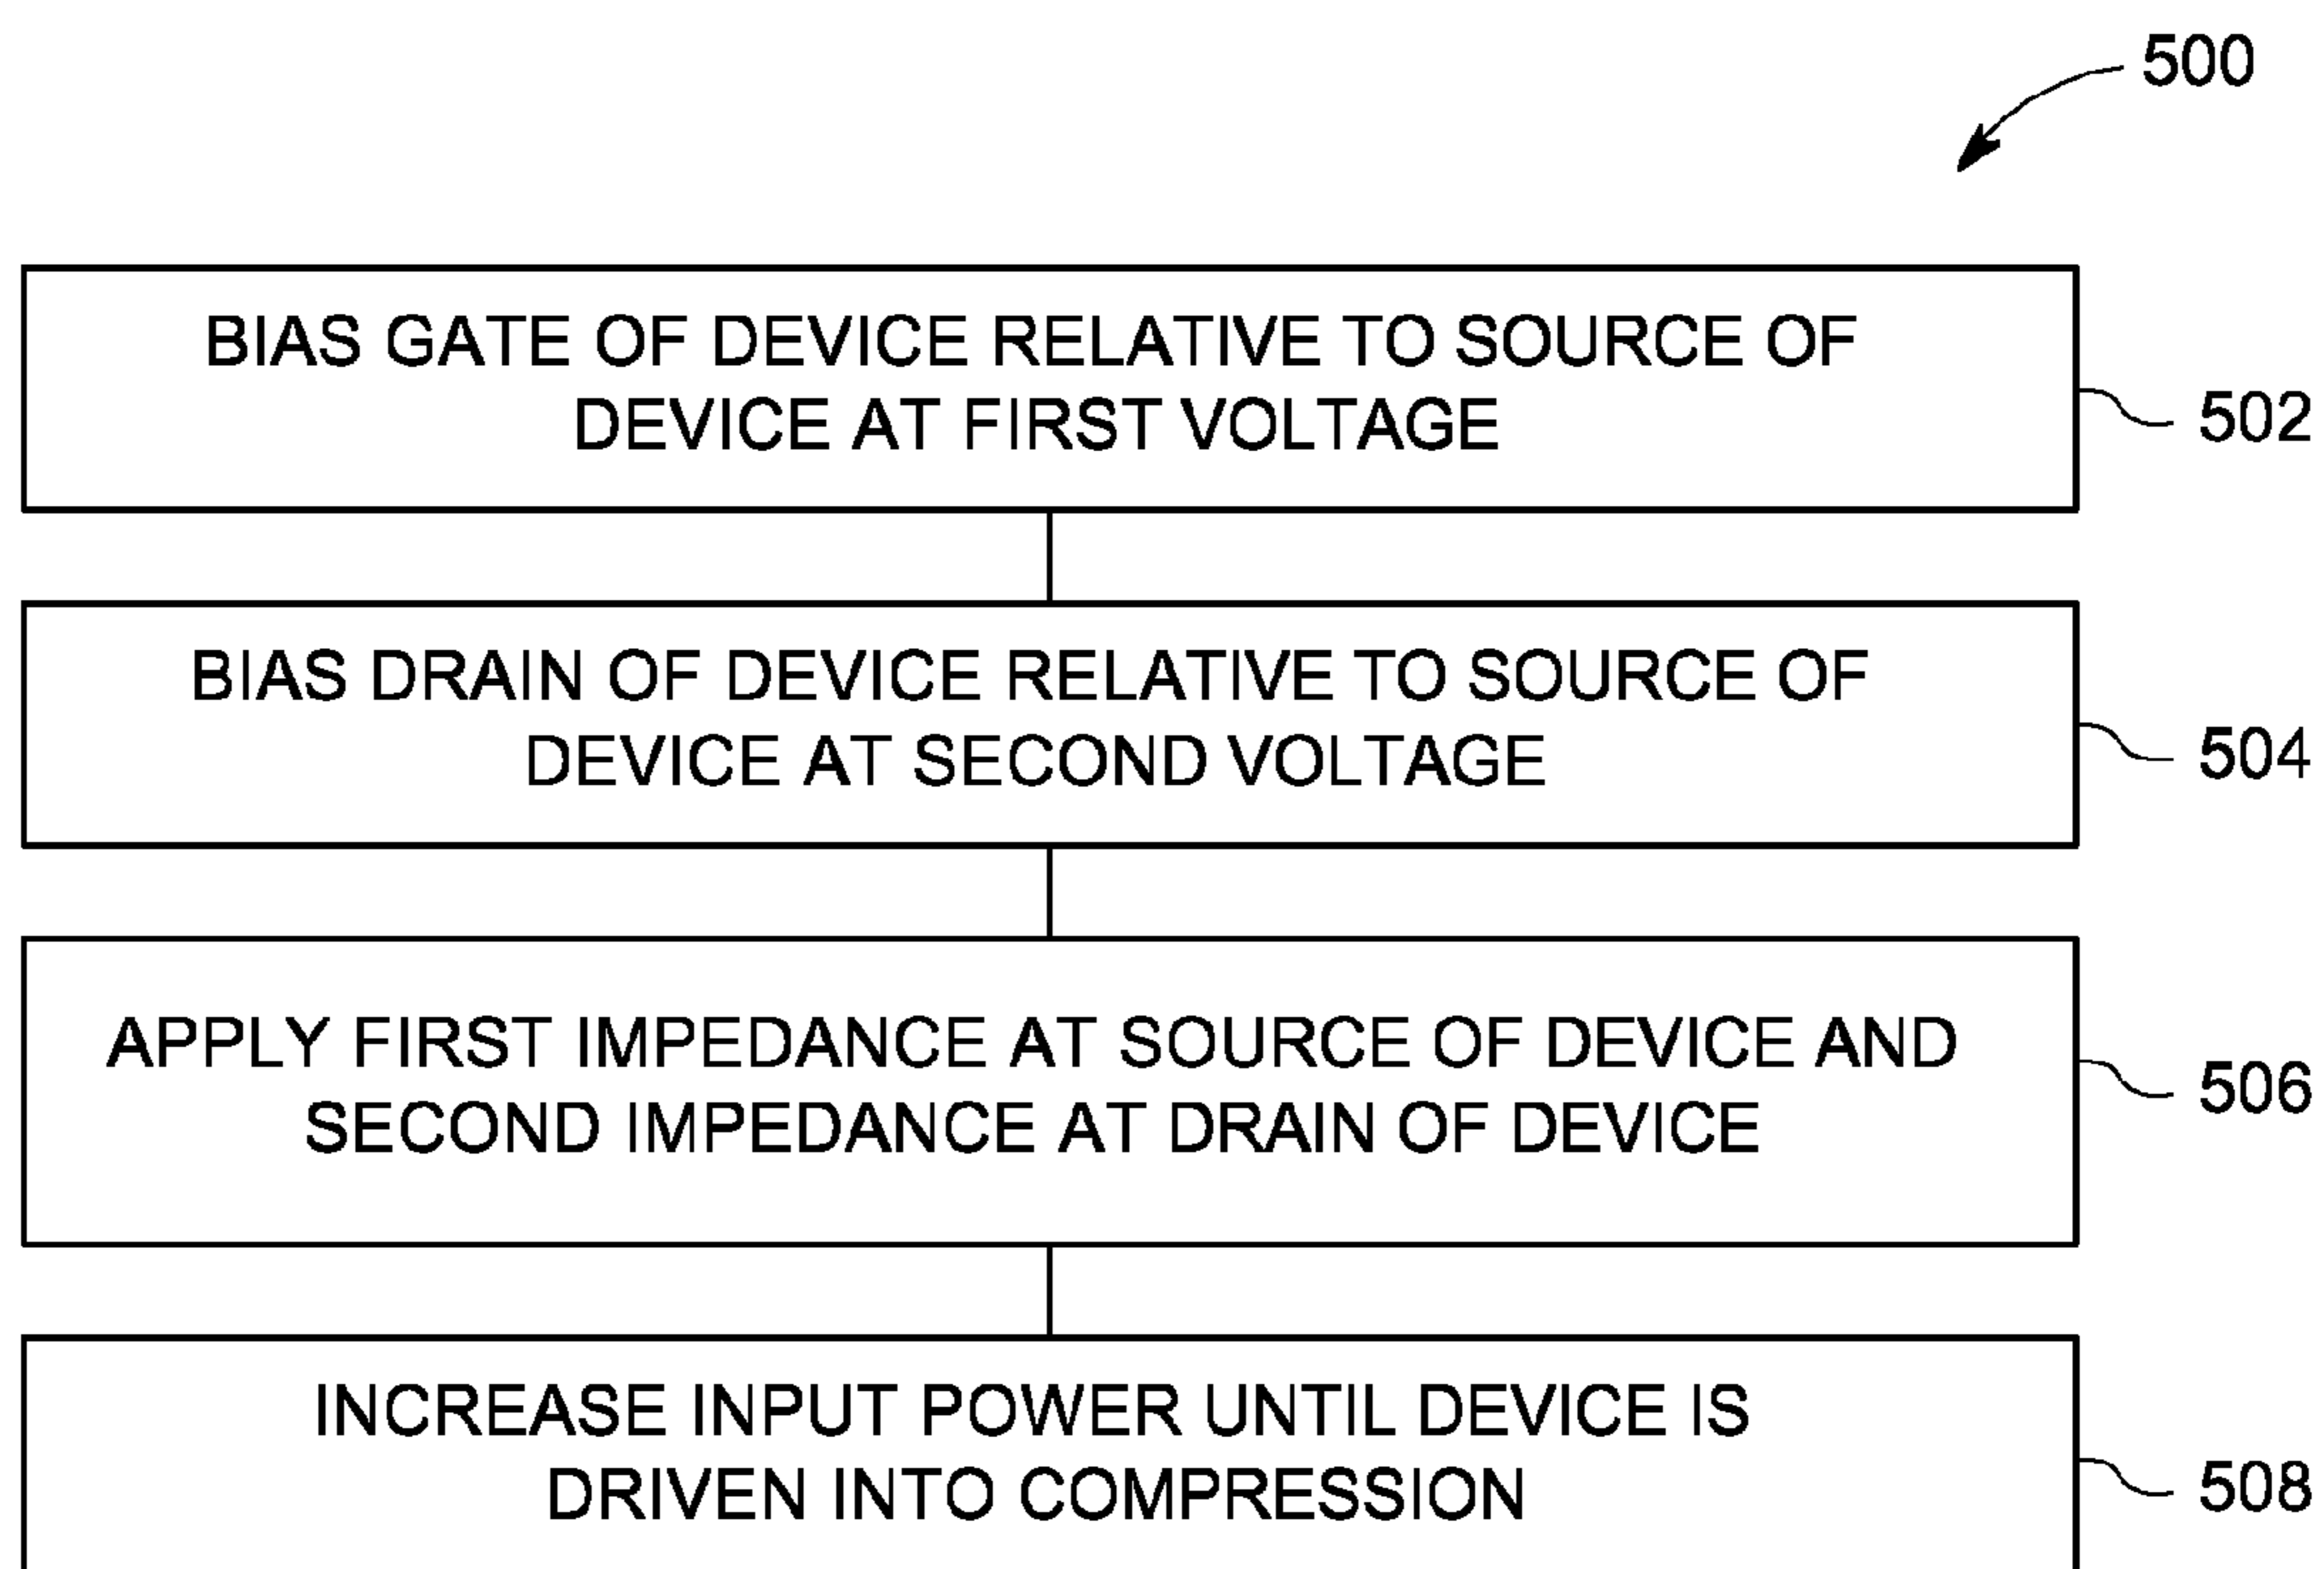 500
BIAS GATE OF DEVICE RELATIVE TO SOURCE OF
DEVICE AT FIRST VOLTAGE
502
BIAS DRAIN OF DEVICE RELATIVE TO SOURCE OF
DEVICE AT SECOND VOLTAGE
504
APPLY FIRST IMPEDANCE AT SOURCE OF DEVICE AND
SECOND IMPEDANCE AT DRAIN OF DEVICE
506
INCREASE INPUT POWER UNTIL DEVICE IS
DRIVEN INTO COMPRESSION
508